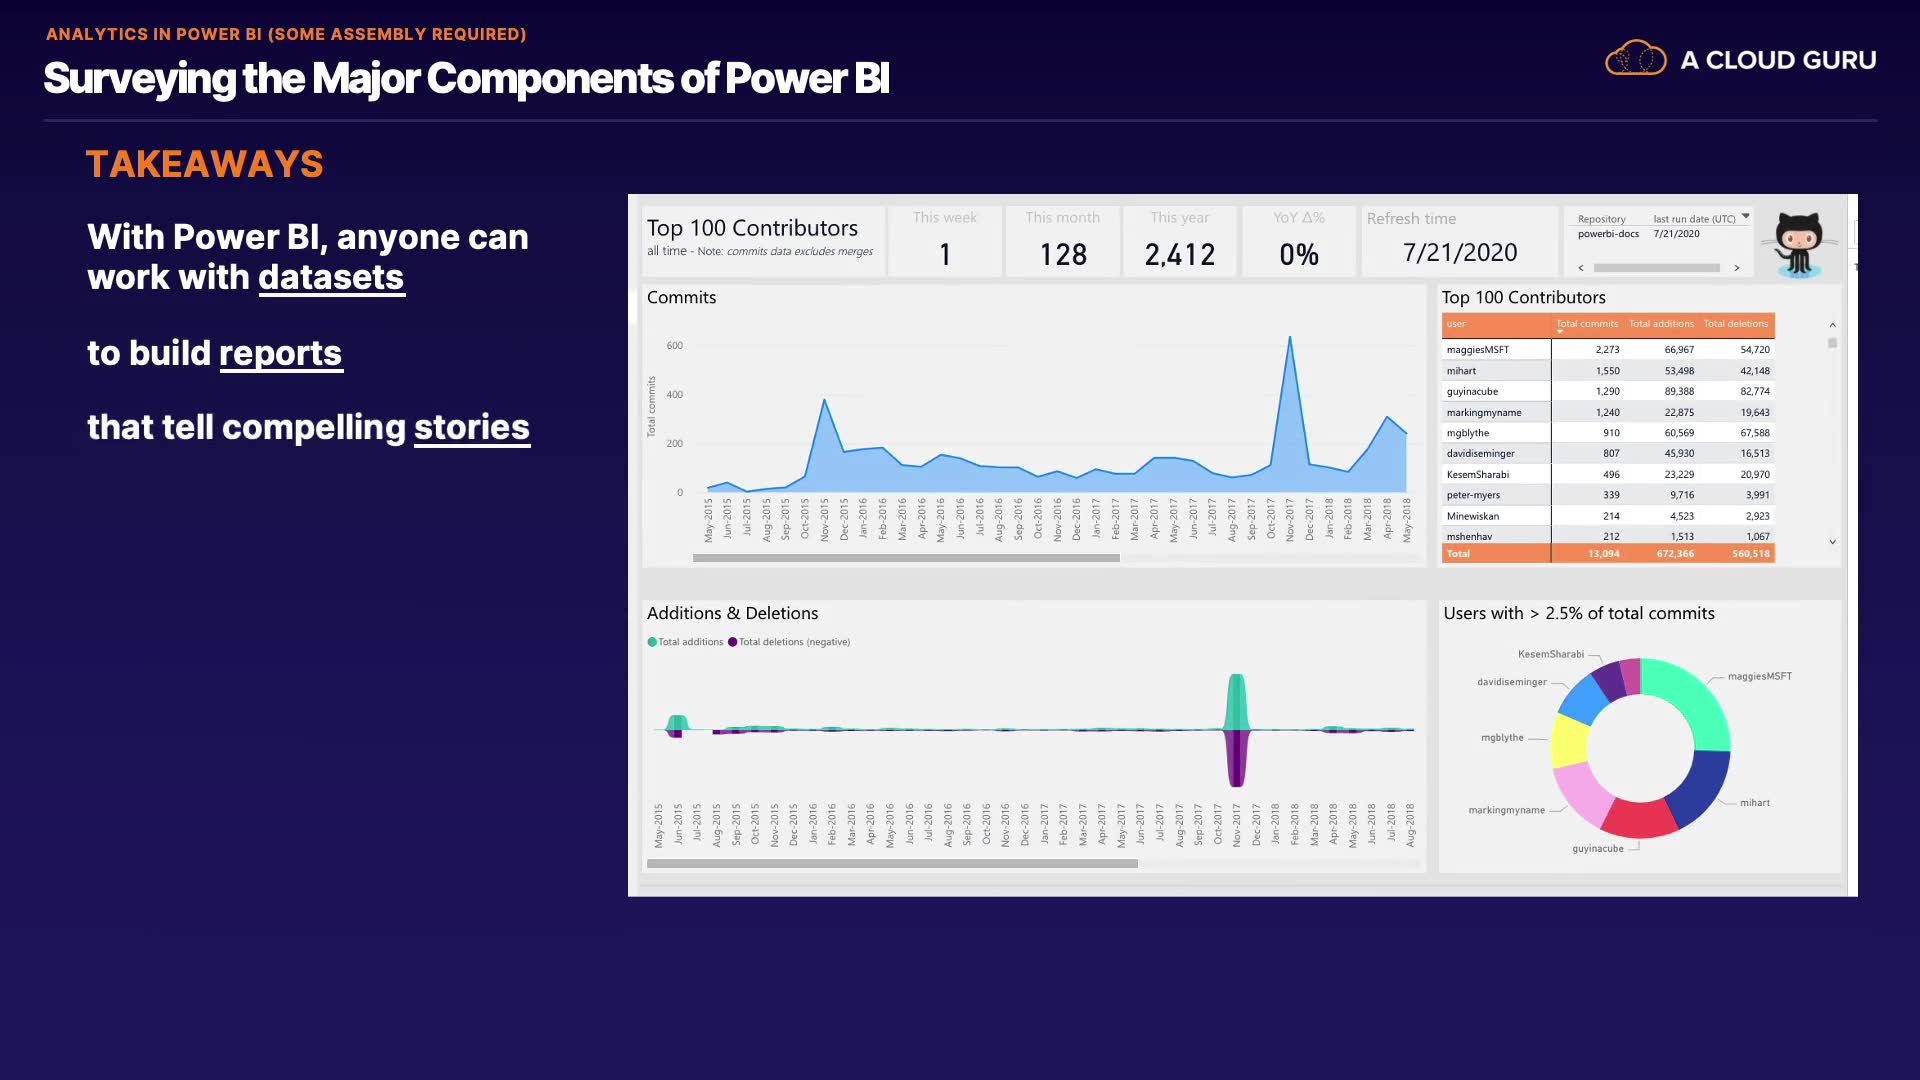 ANALYTICS IN POWER BI (SOME ASSEMBLY REQUIRED)
Surveying the Major Components of Power BI
A CLOUD GURU
TAKEAWAYS
With Power BI, anyone can
work with datasets
to build reports
that tell compelling stories
Top 100 Contributors
all time - Note: commits data excludes merges
This week
1
This month
128
This year
2,412
YoY Δ%
0%
Refresh time
7/21/2020
Repository last run date (UTC)
powerbi-docs 7/21/2020
Commits
Total commits
600
400
200
0
May-2015 Jun-2015 Jul-2015 Aug-2015 Sep-2015 Oct-2015 Nov-2015 Dec-2015 Jan-2016 Feb-2016 Mar-2016 Apr-2016 May-2016 Jun-2016 Jul-2016 Aug-2016 Sep-2016 Oct-2016 Nov-2016 Dec-2016 Jan-2017 Feb-2017 Mar-2017 Apr-2017 May-2017 Jun-2017 Jul-2017 Aug-2017 Sep-2017 Oct-2017 Nov-2017 Dec-2017 Jan-2018 Feb-2018 Mar-2018 Apr-2018 May-2018
Top 100 Contributors
user Total commits Total additions Total deletions
maggiesMSFT 2,273 66,967 54,720
mihart 1,550 53,498 42,148
guyinacube 1,290 89,388 82,774
markingmyname 1,240 22,875 19,643
mgblythe 910 60,569 67,588
davidiseminger 807 45,930 16,513
KesemSharabi 496 23,229 20,970
peter-myers 339 9,716 3,991
Minewiskan 214 4,523 2,923
mshenhav 212 1,513 1,067
Total 13,094 672,366 560,518
Additions & Deletions
Total additions Total deletions (negative)
May-2015 Jun-2015 Jul-2015 Aug-2015 Sep-2015 Oct-2015 Nov-2015 Dec-2015 Jan-2016 Feb-2016 Mar-2016 Apr-2016 May-2016 Jun-2016 Jul-2016 Aug-2016 Sep-2016 Oct-2016 Nov-2016 Dec-2016 Jan-2017 Feb-2017 Mar-2017 Apr-2017 May-2017 Jun-2017 Jul-2017 Aug-2017 Sep-2017 Oct-2017 Nov-2017 Dec-2017 Jan-2018 Feb-2018 Mar-2018 Apr-2018 May-2018 Jun-2018 Jul-2018 Aug-2018
Users with > 2.5% of total commits
KesemSharabi
davidiseminger
mgblythe
markingmyname
guyinacube
maggiesMSFT
mihart